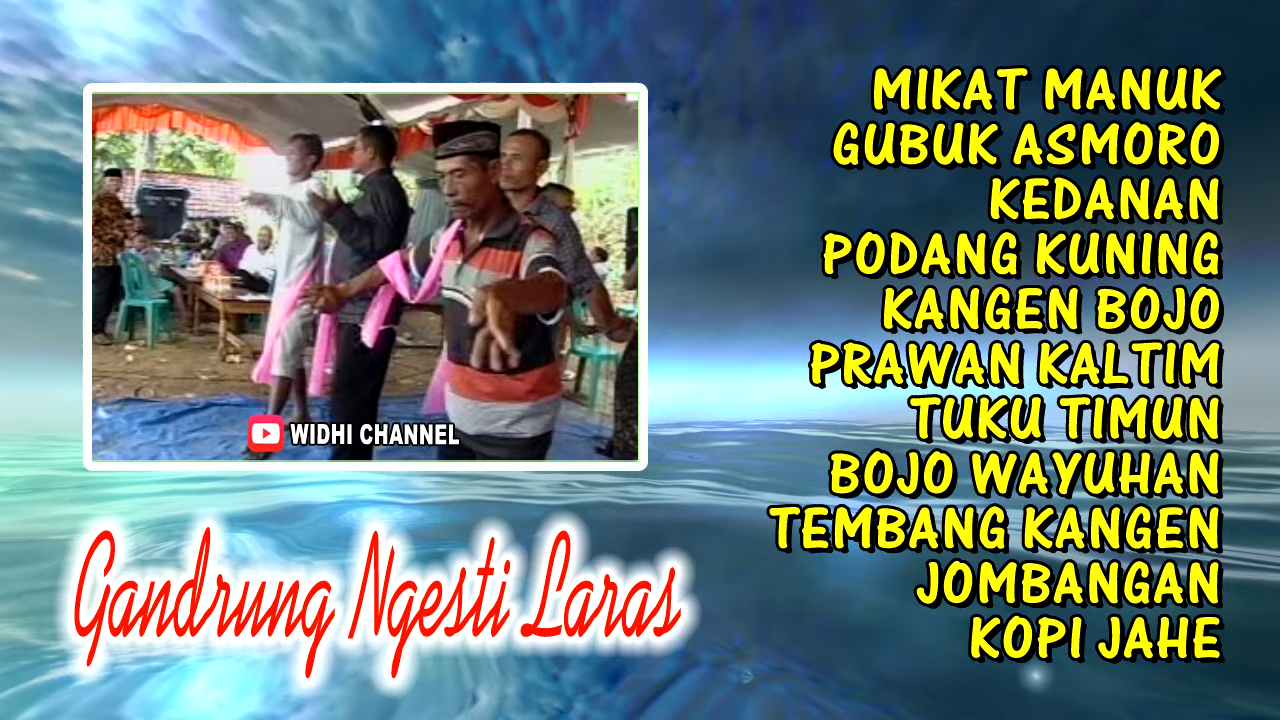 MIKAT MANUK
GUBUK ASMORO
KEDANAN
PODANG KUNING
KANGEN BOJO
PRAWAN KALTIM
TUKU TIMUN
BOJO WAYUHAN
TEMBANG KANGEN
JOMBANGAN
KOPI JAHE
WIDHI CHANNEL
Gandrung Ngesti Laras